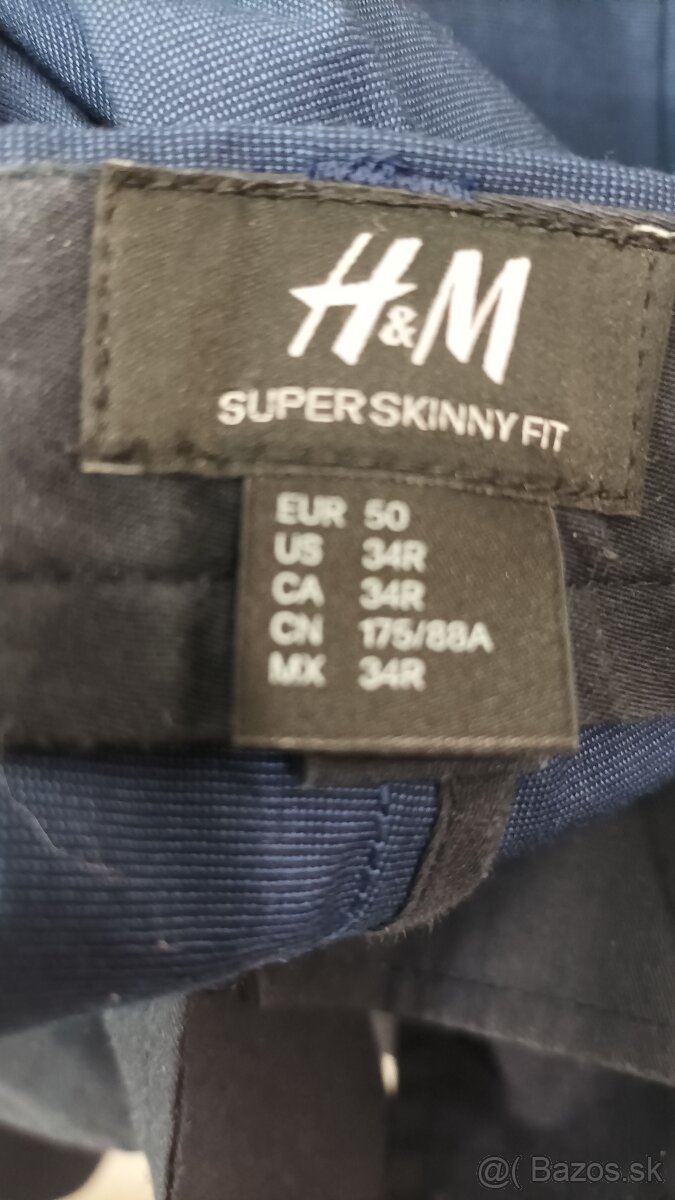 H&M
SUPER SKINNY FIT
EUR 50
US 34R
CA 34R
CN 175/88A
MX 34R
@( Bazos.sk